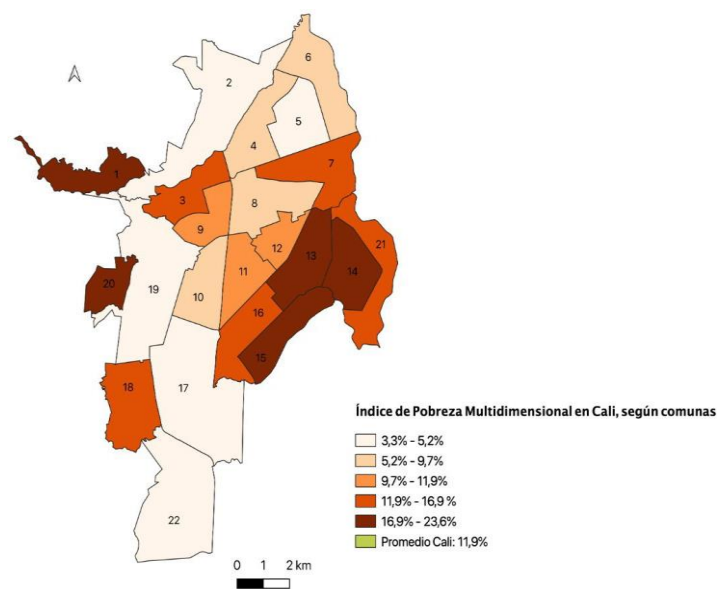 6
2
5
4
7
1
3
8
9
21
12
13
14
20
19
11
10
16
15
18
17
22
Índice de Pobreza Multidimensional en Cali, según comunas
3,3% - 5,2%
5,2% - 9,7%
9,7% - 11,9%
11,9% - 16,9 %
16,9% - 23,6%
Promedio Cali: 11,9%
0 1 2 km